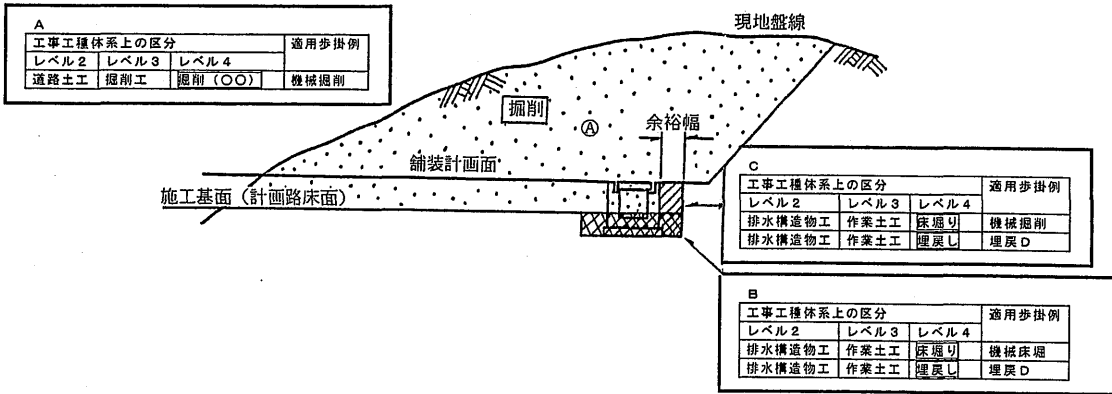 A
工事工種体系上の区分 適用歩掛例
レベル2 レベル3 レベル4
道路土工 掘削工 掘削（○○） 機械掘削
現地盤線
掘削
Ⓐ
余裕幅
舗装計画面
施工基面（計画路床面）
C
工事工種体系上の区分 適用歩掛例
レベル2 レベル3 レベル4
排水構造物工 作業土工 床掘り 機械掘削
排水構造物工 作業土工 埋戻し 埋戻D
B
工事工種体系上の区分 適用歩掛例
レベル2 レベル3 レベル4
排水構造物工 作業土工 床堀り 機械床堀
排水構造物工 作業土工 埋戻し 埋戻D